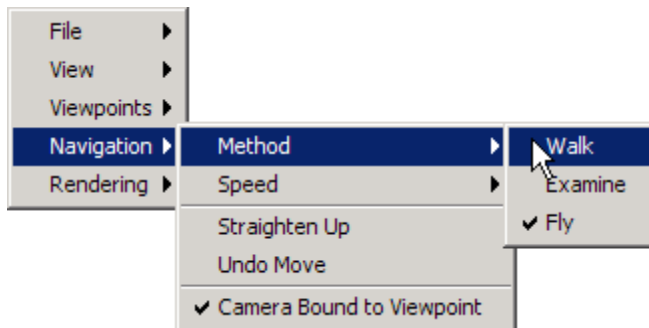 File
View
Viewpoints
Navigation
Rendering
Method
Speed
Straighten Up
Undo Move
Camera Bound to Viewpoint
Walk
Examine
Fly